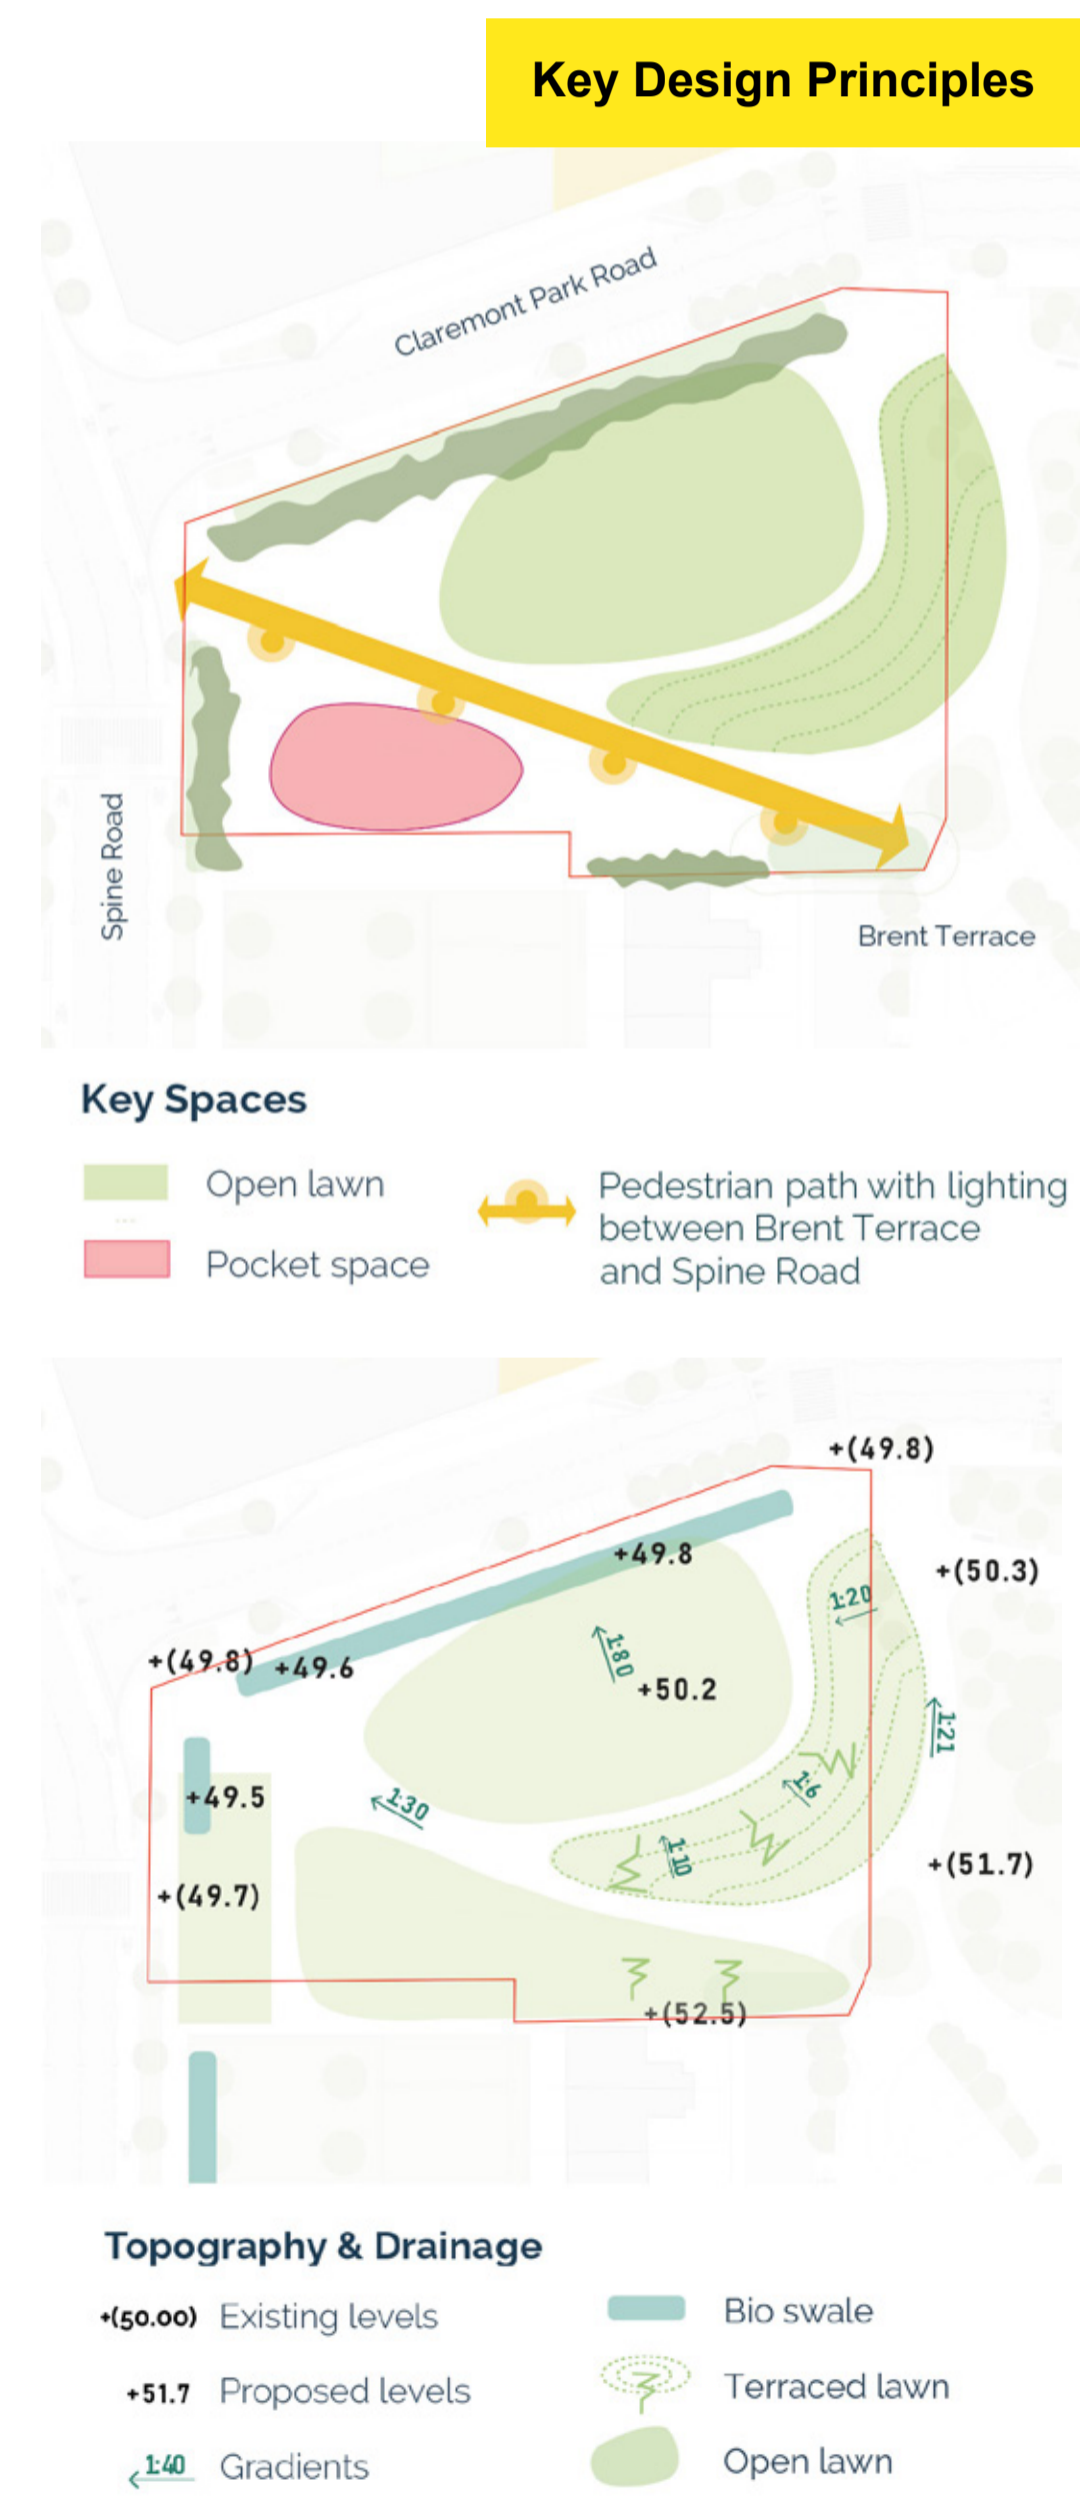 Key Design Principles
Claremont Park Road
Spine Road
Brent Terrace
Key Spaces
Open lawn
Pocket space
Pedestrian path with lighting
between Brent Terrace
and Spine Road
+(49.8)
+49.8
+(50.3)
1:20
+(49.8)
+49.6
1:80
+50.2
1:21
+49.5
1:30
1:6
1:10
+(51.7)
+(49.7)
+(52.5)
Topography & Drainage
+(50.00) Existing levels
+51.7 Proposed levels
1:40 Gradients
Bio swale
Terraced lawn
Open lawn